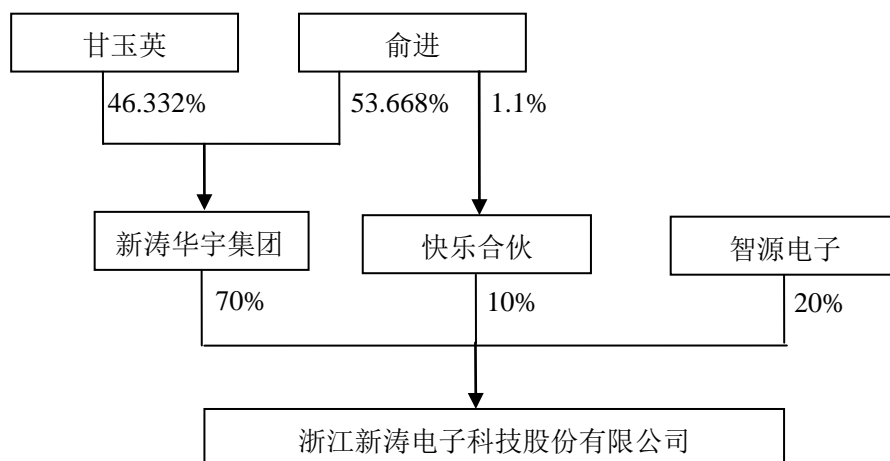 甘玉英
俞进
46.332%
53.668%
1.1%
新涛华宇集团
快乐合伙
智源电子
70%
10%
20%
浙江新涛电子科技股份有限公司